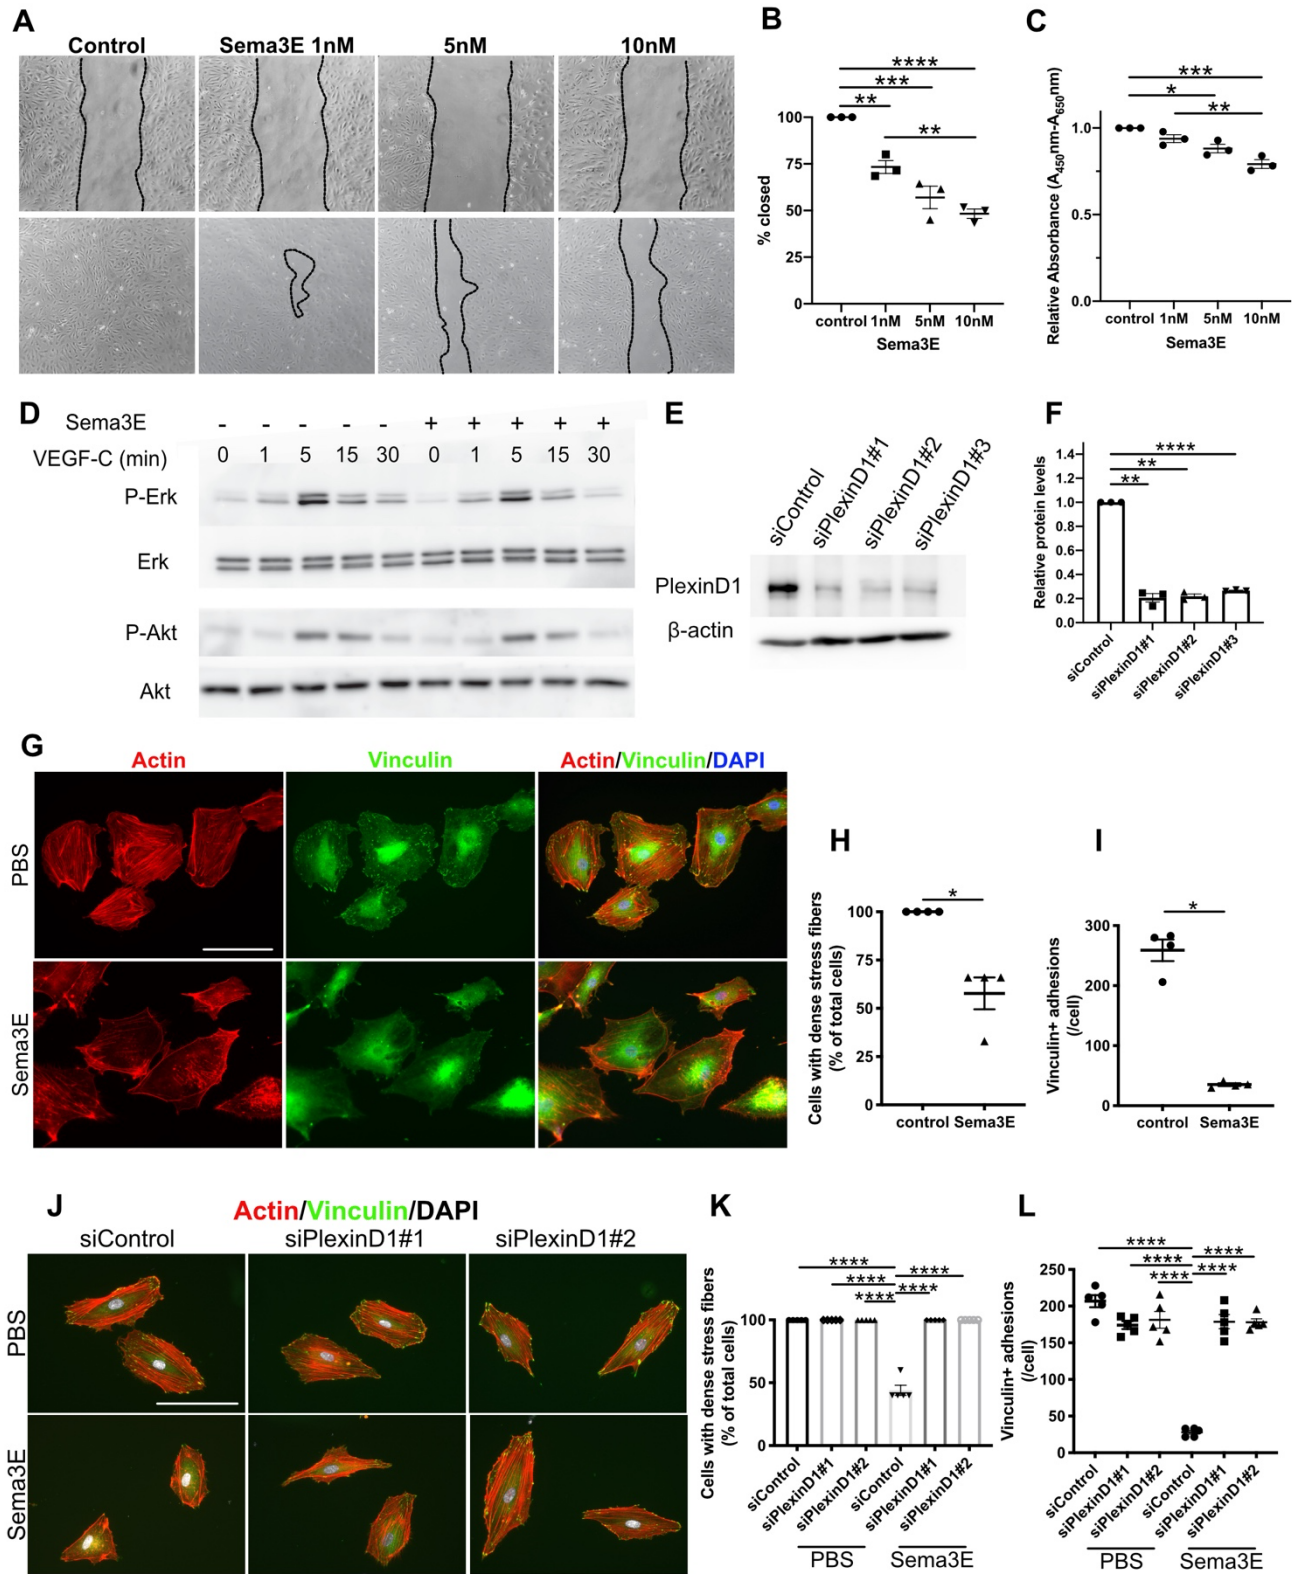 A
Control
Sema3E 1nM
5nM
10nM
B
****
***
**
**
% closed
100
75
50
25
0
control 1nM 5nM 10nM
Sema3E
C
***
*
**
Relative Absorbance (A450nm-A650nm)
1.0
0.5
0.0
control 1nM 5nM 10nM
Sema3E
D
Sema3E - - - - - + + + + +
VEGF-C (min) 0 1 5 15 30 0 1 5 15 30
P-Erk
Erk
P-Akt
Akt
E
siControl
siPlexinD1#1
siPlexinD1#2
siPlexinD1#3
PlexinD1
β-actin
F
****
**
**
Relative protein levels
1.4
1.2
1.0
0.8
0.6
0.4
0.2
0.0
siControl
siPlexinD1#1
siPlexinD1#2
siPlexinD1#3
G
Actin
Vinculin
Actin/Vinculin/DAPI
PBS
Sema3E
H
*
Cells with dense stress fibers
(% of total cells)
100
75
50
25
0
control Sema3E
I
*
Vinculin+ adhesions
(/cell)
300
200
100
0
control Sema3E
J
Actin/Vinculin/DAPI
siControl
siPlexinD1#1
siPlexinD1#2
PBS
Sema3E
K
****
**** ****
**** ****
Cells with dense stress fibers
(% of total cells)
100
50
0
siControl
siPlexinD1#1
siPlexinD1#2
siControl
siPlexinD1#1
siPlexinD1#2
PBS
Sema3E
L
****
**** ****
**** ****
Vinculin+ adhesions
(/cell)
250
200
150
100
50
0
siControl
siPlexinD1#1
siPlexinD1#2
siControl
siPlexinD1#1
siPlexinD1#2
PBS
Sema3E